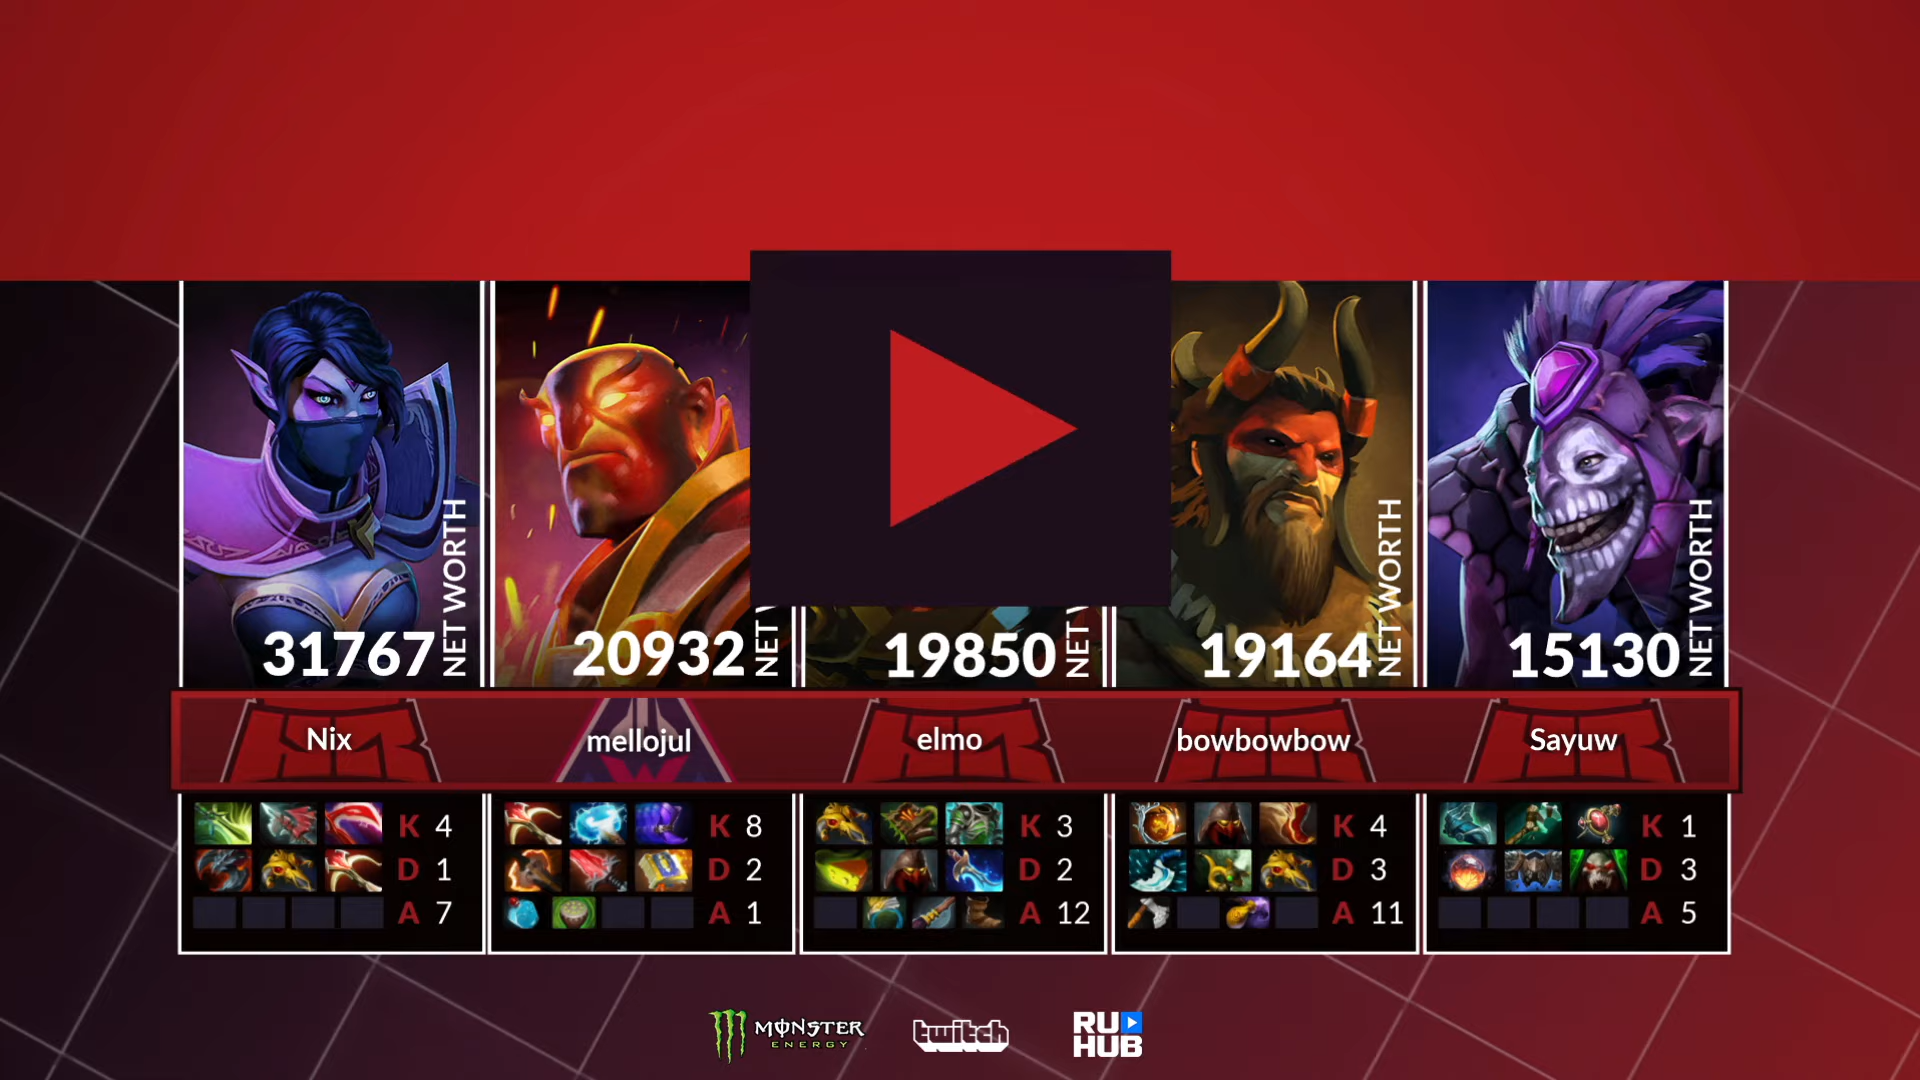 31767
NET WORTH
20932
NET
19850
NET
19164
NET WORTH
15130
NET WORTH
Nix
mellojul
elmo
bowbowbow
Sayuw
K 4
D 1
A 7
K 8
D 2
A 1
K 3
D 2
A 12
K 4
D 3
A 11
K 1
D 3
A 5
MONSTER
ENERGY
twitch
RU
HUB